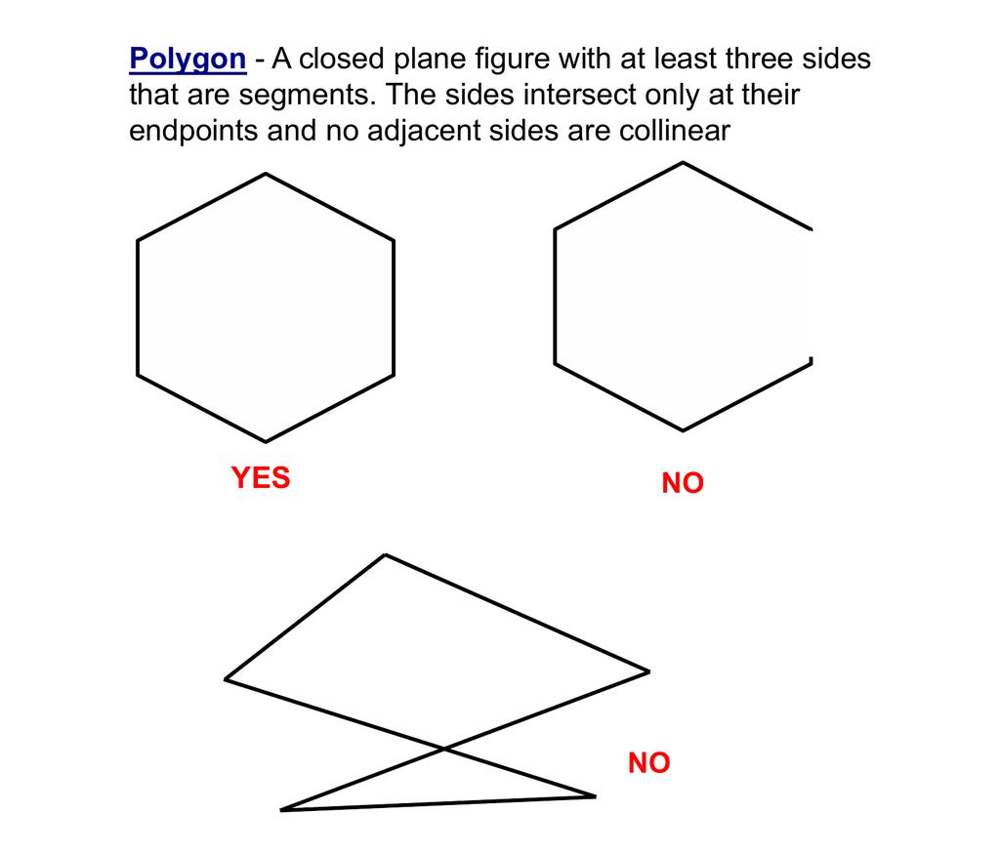 Polygon - A closed plane figure with at least three sides
that are segments. The sides intersect only at their
endpoints and no adjacent sides are collinear
YES
NO
NO